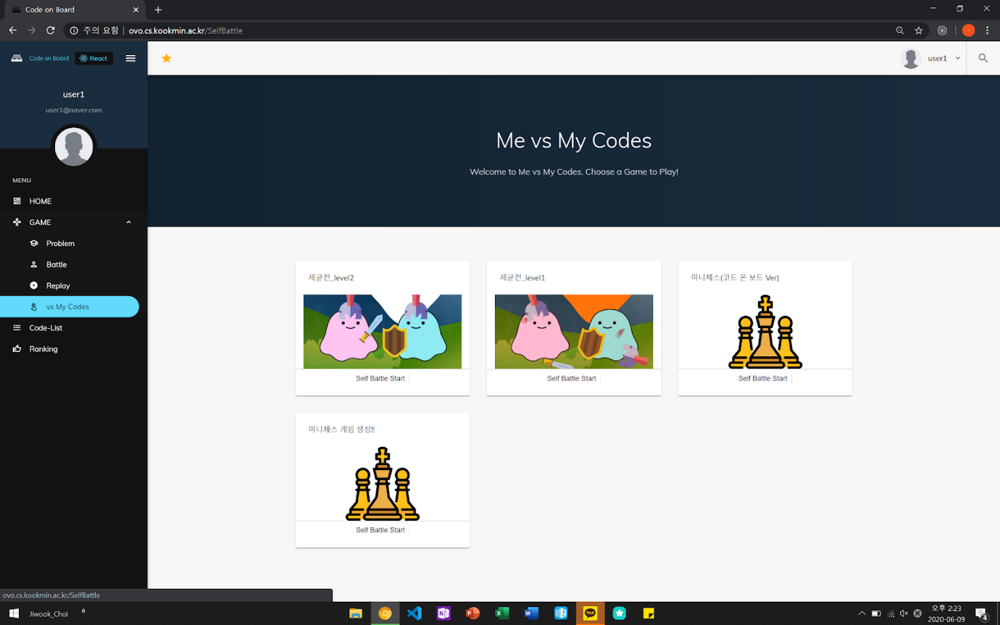 Code on Board
주의 요함
ovo.cs.kookmin.ac.kr/SelfBattle
Code on Board
React
user1
user1
user1@naver.com
MENU
HOME
GAME
Problem
Battle
Replay
vs My Codes
Code-List
Ranking
Me vs My Codes
Welcome to Me vs My Codes. Choose a Game to Play!
세균전_level2
Self Battle Start
세균전_level1
Self Battle Start
미니체스(코드 온 보드 Ver)
Self Battle Start
미니체스 게임 생성!!
Self Battle Start
ovo.cs.kookmin.ac.kr/SelfBattle
Jiwook_Choi
a
TALK
오후 2:23
2020-06-09
4